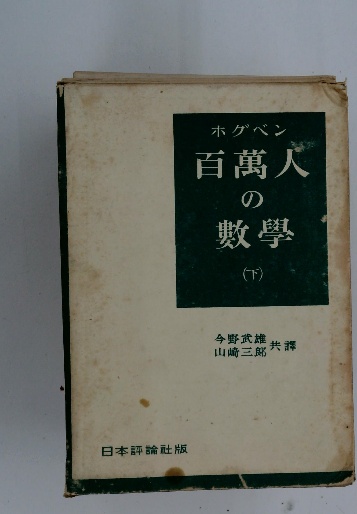 ホグベン
百萬人
の
數學
(下)
今野武雄
山崎三郎
共譯
日本評論社版